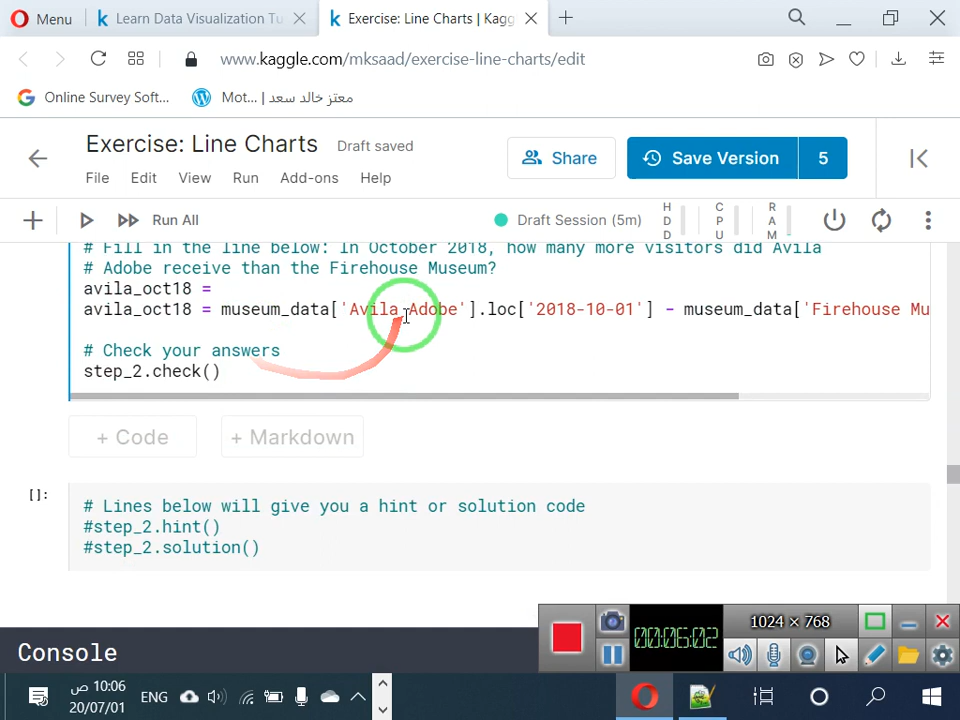 Menu
Learn Data Visualization Tu
Exercise: Line Charts | Kagg
www.kaggle.com/mksaad/exercise-line-charts/edit
Online Survey Soft...
Mot... | معتز خالد سعد
Exercise: Line Charts
Draft saved
Share
Save Version
5
File
Edit
View
Run
Add-ons
Help
Run All
Draft Session (5m)
HDD
CPU
RAM
# Fill in the line below: In October 2018, how many more visitors did Avila
# Adobe receive than the Firehouse Museum?
avila_oct18 =
avila_oct18 = museum_data['Avila Adobe'].loc['2018-10-01'] - museum_data['Firehouse Mu
# Check your answers
step_2.check()
+ Code
+ Markdown
[]:
# Lines below will give you a hint or solution code
#step_2.hint()
#step_2.solution()
Console
00:06:02
1024 × 768
10:06 ص
20/07/01
ENG